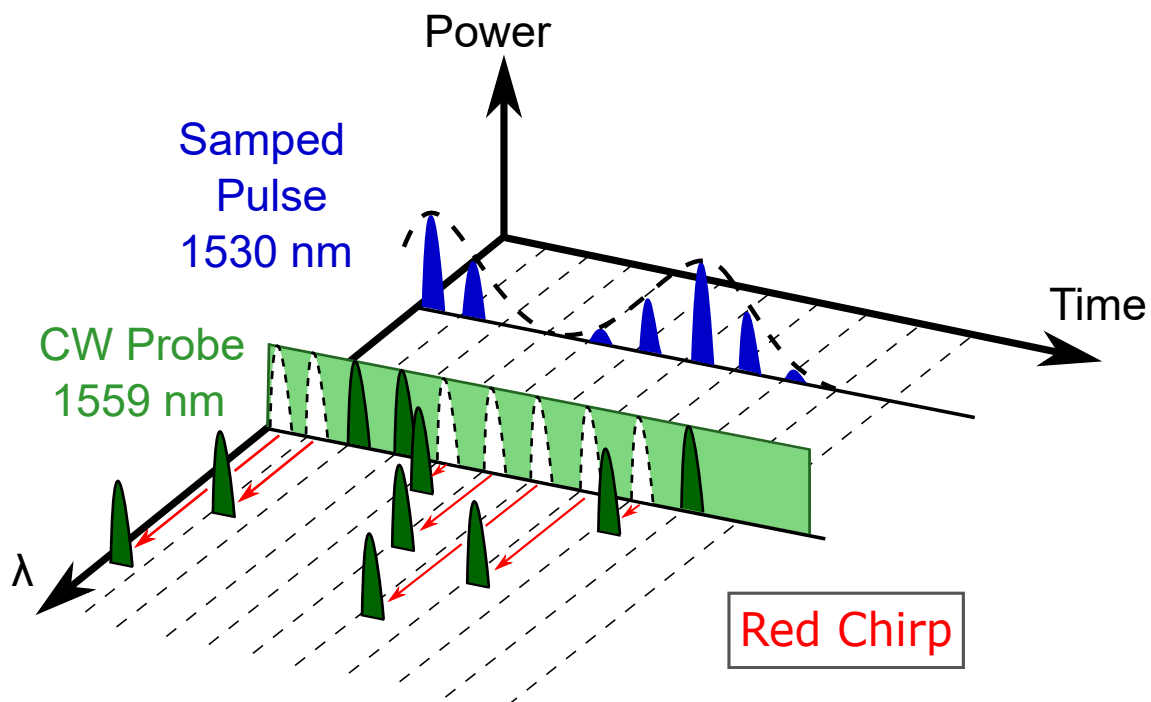 Power
Samped
Pulse
1530 nm
Time
CW Probe
1559 nm
λ
Red Chirp